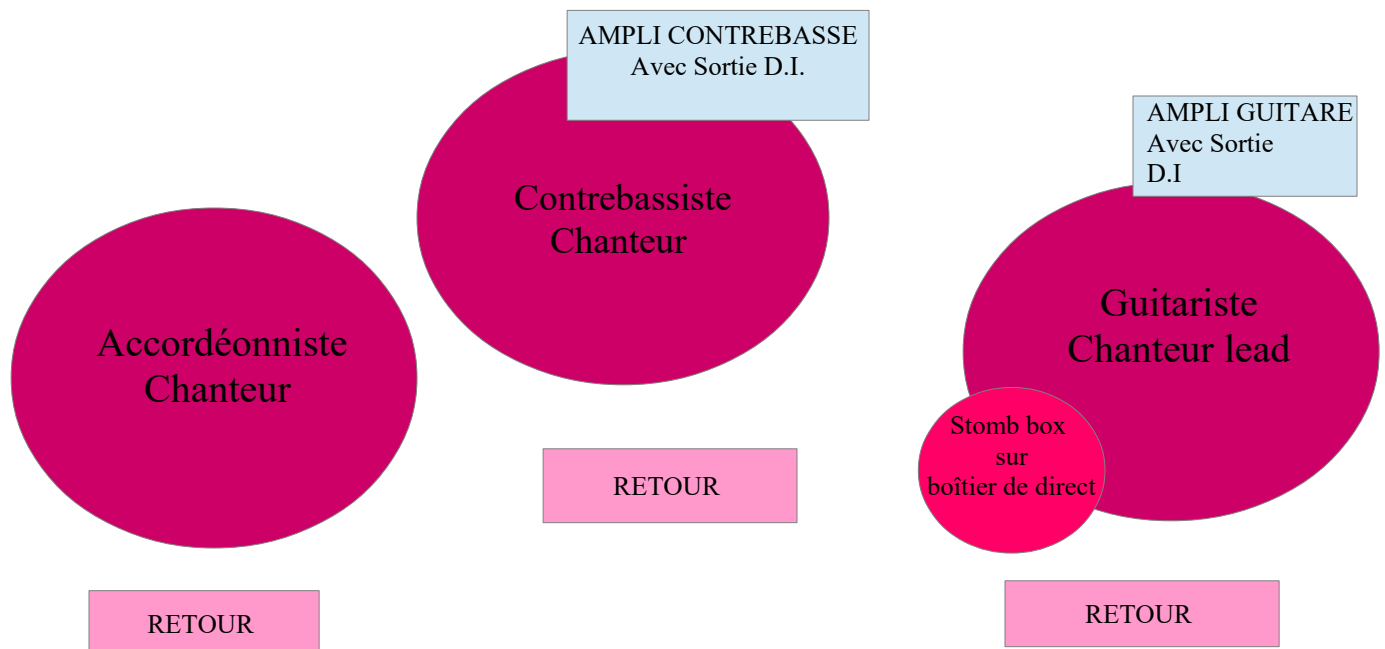 AMPLI CONTREBASSE
Avec Sortie D.I.
AMPLI GUITARE
Avec Sortie
D.I
Contrebassiste
Chanteur
Guitariste
Chanteur lead
Accordéonniste
Chanteur
Stomb box
sur
boîtier de direct
RETOUR
RETOUR
RETOUR